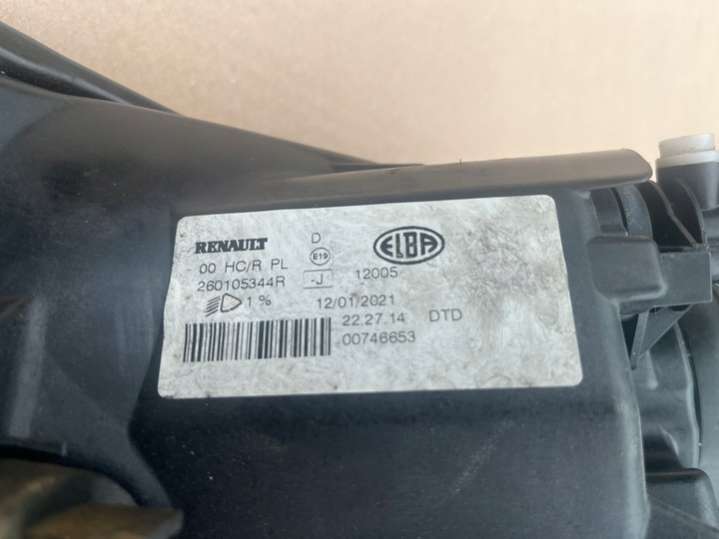 RENAULT D ELBA
00 HC/R PL E19 12005
260105344R -J
1 % 12/01/2021
22.27.14 DTD
00746653